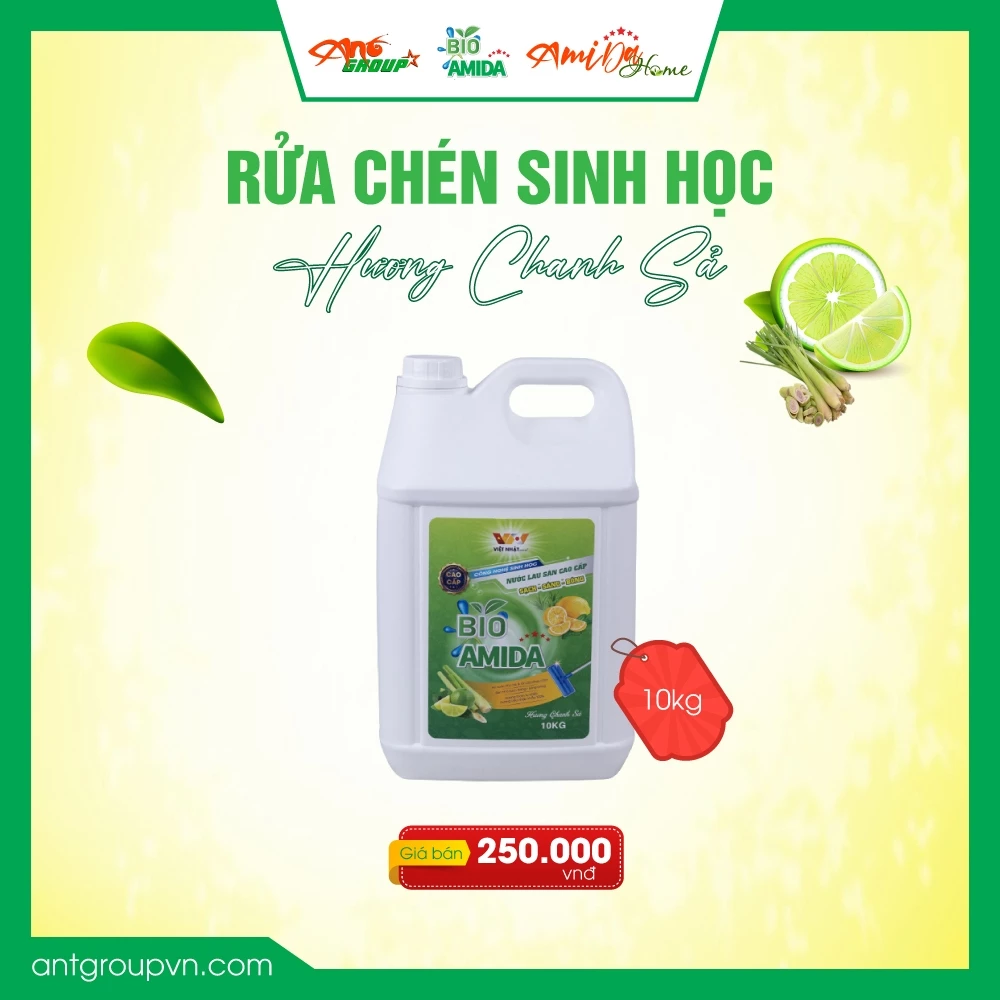 Ant GROUP
BIO AMIDA
AmiDa Home
RỬA CHÉN SINH HỌC
Hương Chanh Sả
VIỆT NHẬT
CÔNG NGHỆ SINH HỌC
CAO CẤP
NƯỚC LAU SÀN CAO CẤP
SẠCH - SÁNG - BÓNG
BIO
AMIDA
Hương Chanh Sả
10KG
10kg
Giá bán 250.000
vnđ
antgroupvn.com